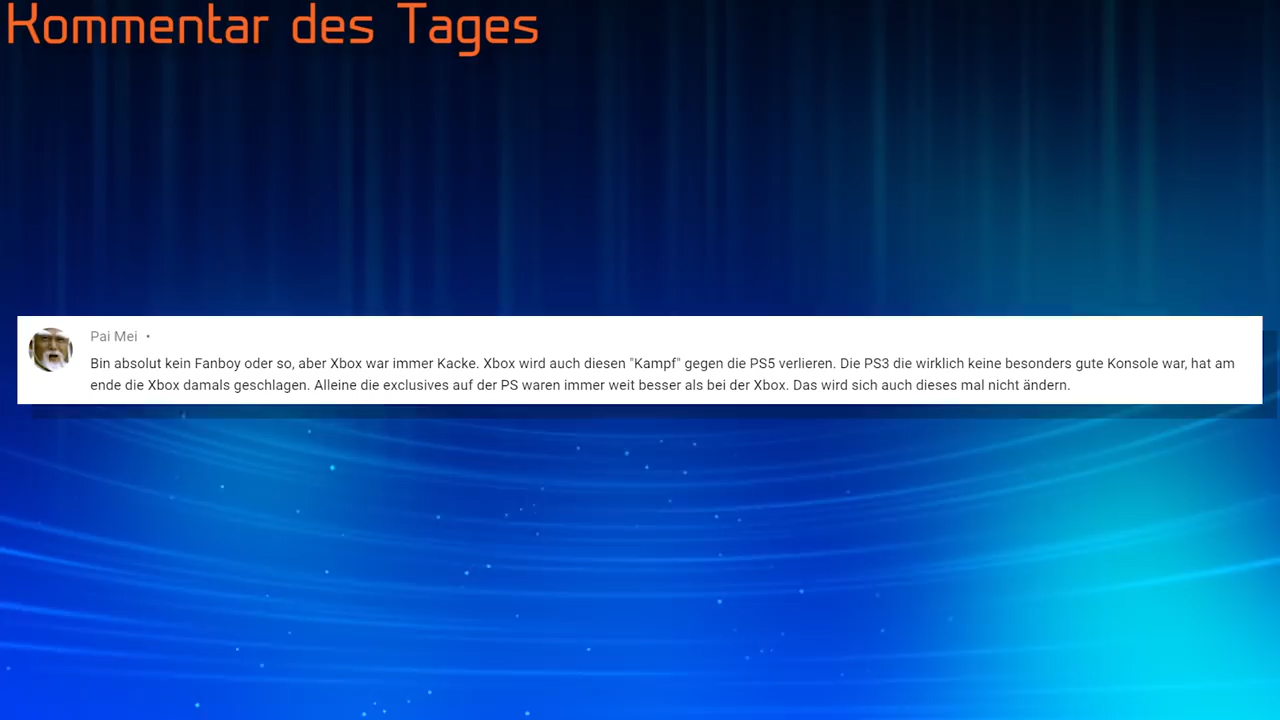 Kommentar des Tages
Pai Mei •
Bin absolut kein Fanboy oder so, aber Xbox war immer Kacke. Xbox wird auch diesen "Kampf" gegen die PS5 verlieren. Die PS3 die wirklich keine besonders gute Konsole war, hat am
ende die Xbox damals geschlagen. Alleine die exclusives auf der PS waren immer weit besser als bei der Xbox. Das wird sich auch dieses mal nicht ändern.